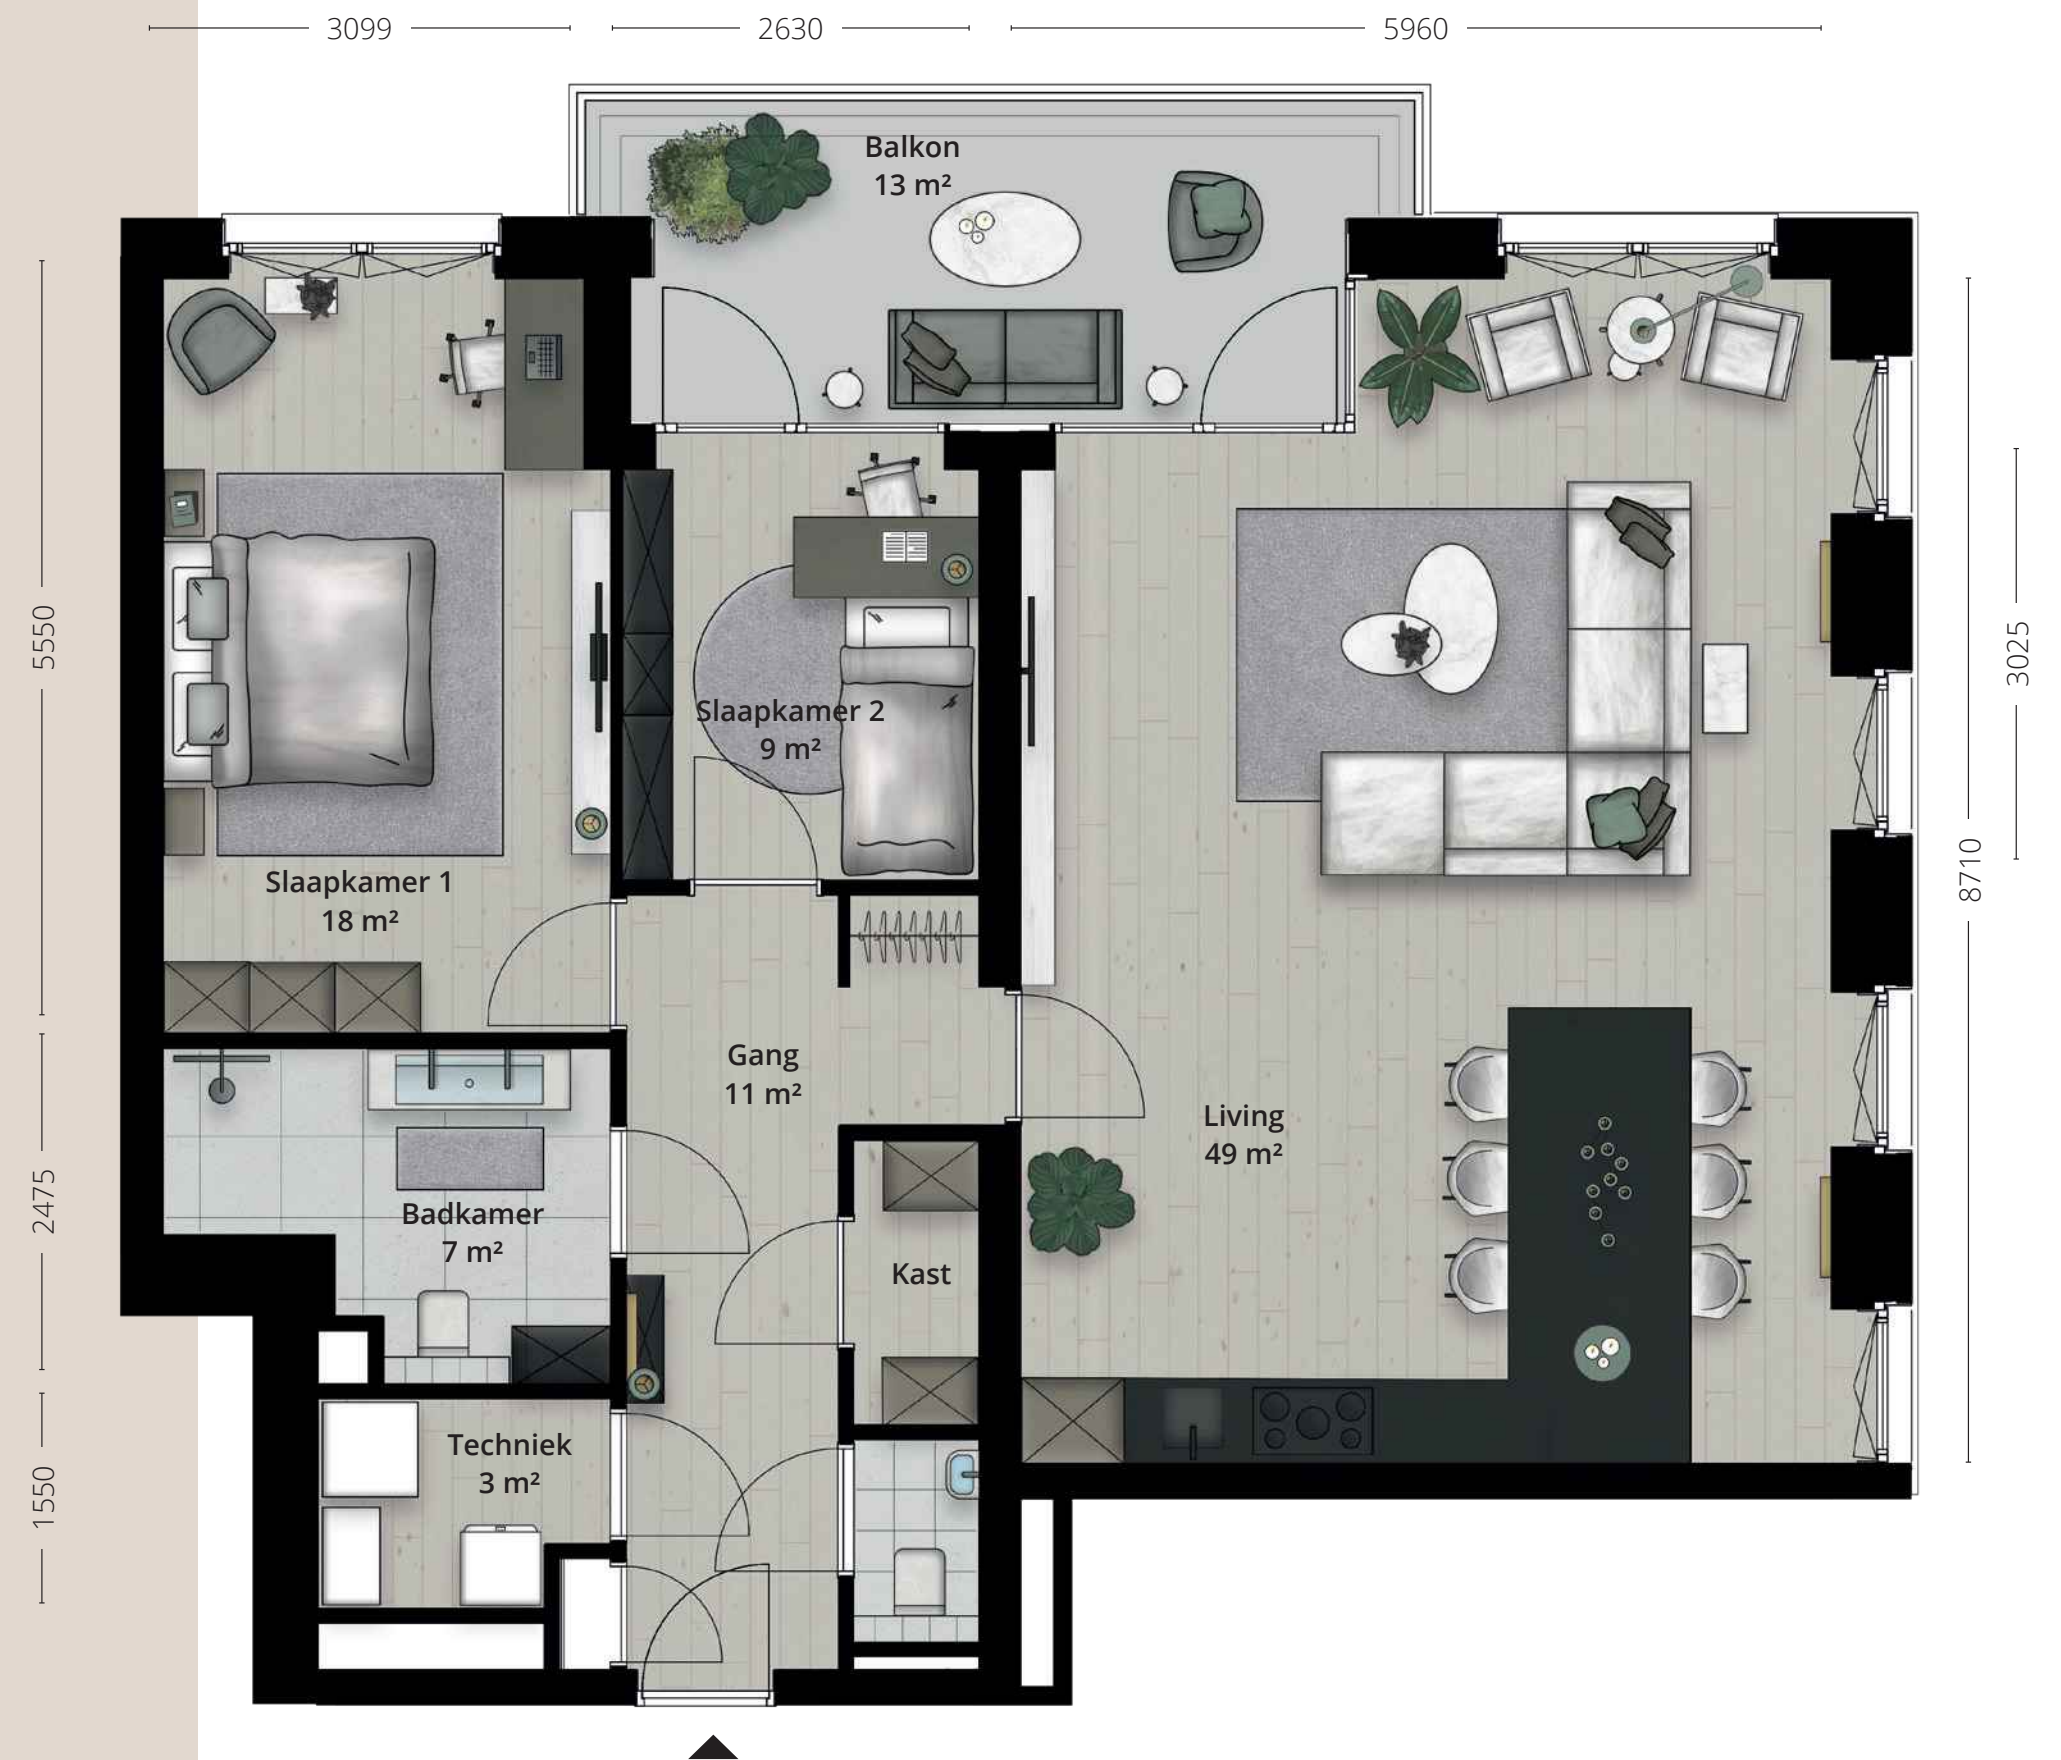 3099
2630
5960
Balkon
13 m²
5550
3025
Slaapkamer 2
9 m²
8710
Slaapkamer 1
18 m²
Gang
11 m²
Living
49 m²
2475
Badkamer
7 m²
Kast
Techniek
3 m²
1550